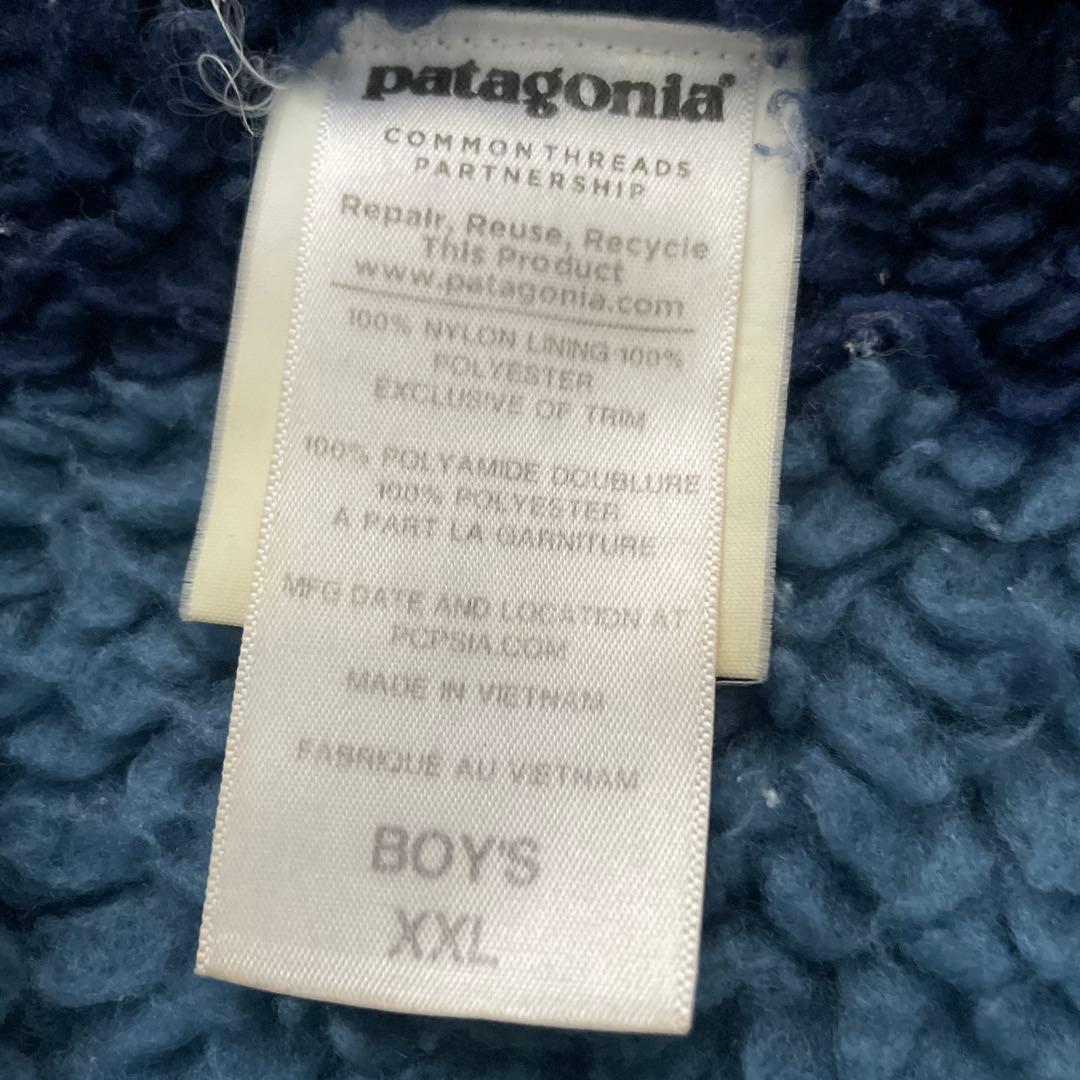 patagonia®
COMMON THREADS
PARTNERSHIP
Repair, Reuse, Recycle
This Product
www.patagonia.com
100% NYLON LINING 100%
POLYESTER
EXCLUSIVE OF TRIM
100% POLYAMIDE DOUBLURE
100% POLYESTER
A PART LA GARNITURE
MFG DATE AND LOCATION AT
PCPSIA.COM
MADE IN VIETNAM
FABRIQUE AU VIETNAM
BOY'S
XXL